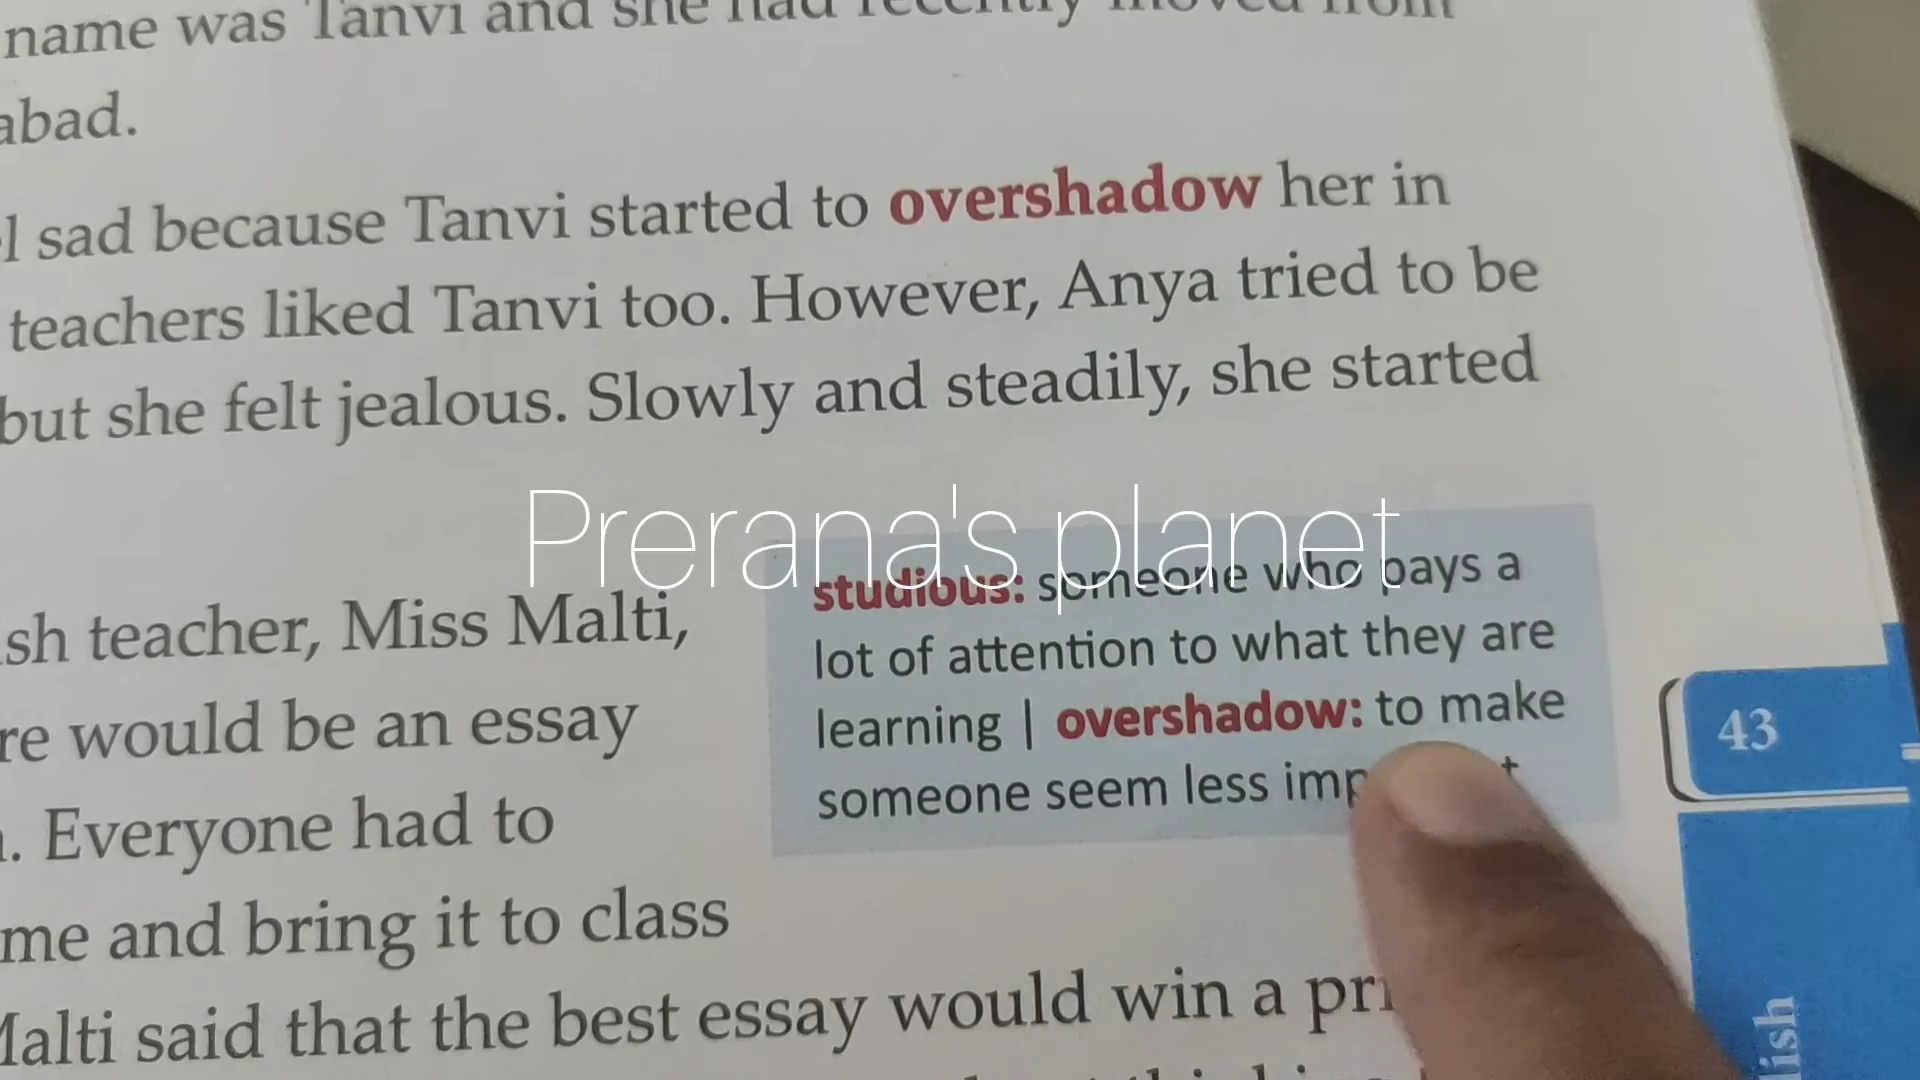 name was Tanvi and she had recently moved from
abad.
l sad because Tanvi started to overshadow her in
teachers liked Tanvi too. However, Anya tried to be
but she felt jealous. Slowly and steadily, she started
Prerana's planet
studious: someone who pays a
lot of attention to what they are
learning | overshadow: to make
someone seem less imp t
sh teacher, Miss Malti,
re would be an essay
. Everyone had to
me and bring it to class
Malti said that the best essay would win a pri
43
lish